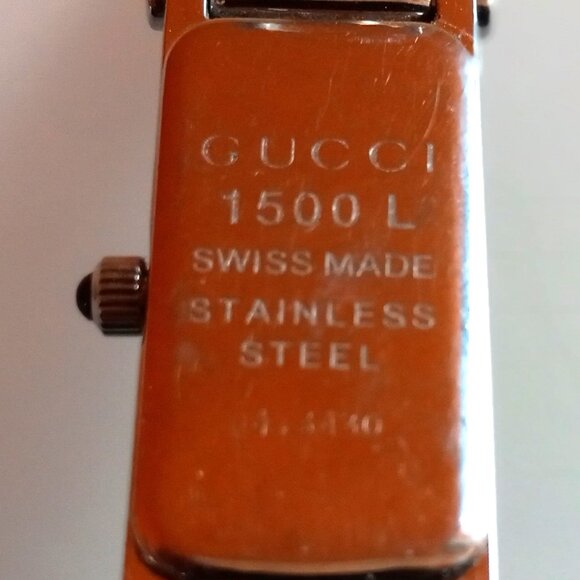 GUCCI
1500 L
SWISS MADE
STAINLESS
STEEL